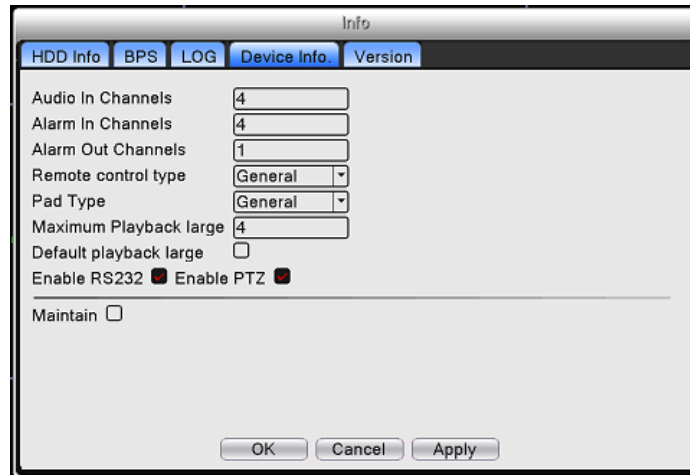 Info
HDD Info BPS LOG Device Info. Version
Audio In Channels 4
Alarm In Channels 4
Alarm Out Channels 1
Remote control type General
Pad Type General
Maximum Playback large 4
Default playback large
Enable RS232 Enable PTZ
Maintain
OK Cancel Apply